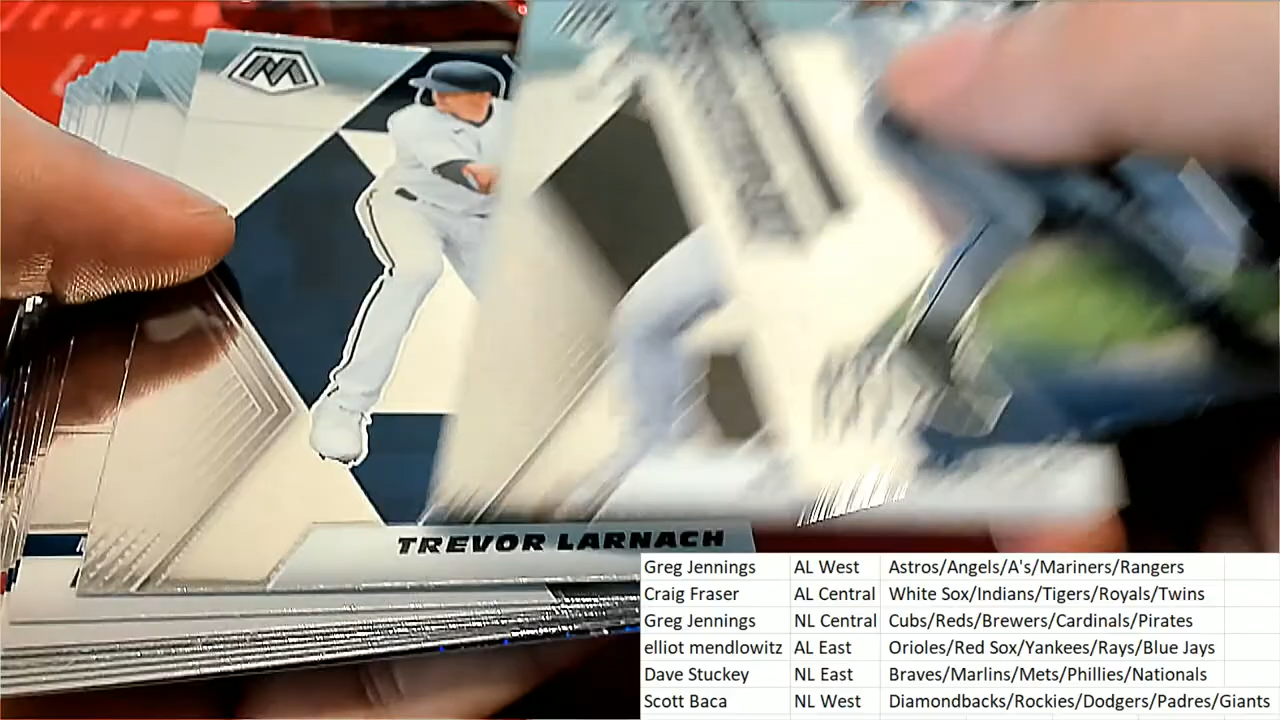 TREVOR LARNACH
Greg Jennings AL West Astros/Angels/A's/Mariners/Rangers
Craig Fraser AL Central White Sox/Indians/Tigers/Royals/Twins
Greg Jennings NL Central Cubs/Reds/Brewers/Cardinals/Pirates
elliot mendlowitz AL East Orioles/Red Sox/Yankees/Rays/Blue Jays
Dave Stuckey NL East Braves/Marlins/Mets/Phillies/Nationals
Scott Baca NL West Diamondbacks/Rockies/Dodgers/Padres/Giants